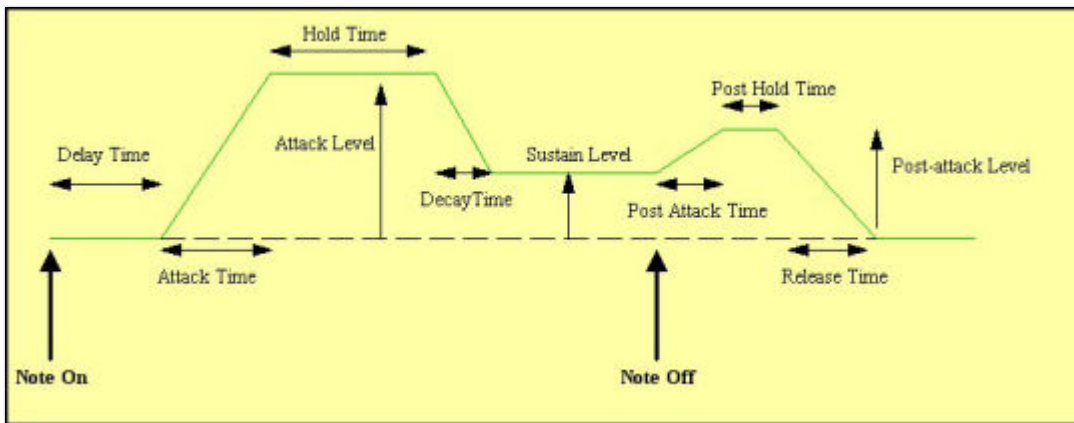 Hold Time
Post Hold Time
Attack Level
Delay Time
Sustain Level
Post-attack Level
DecayTime
Post Attack Time
Attack Time
Release Time
Note On
Note Off